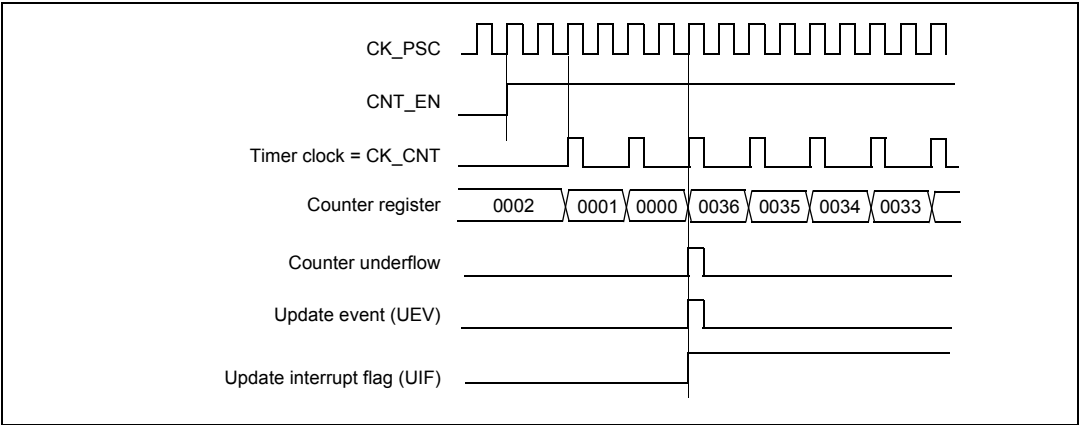 CK_PSC
CNT_EN
Timer clock = CK_CNT
Counter register 0002 0001 0000 0036 0035 0034 0033
Counter underflow
Update event (UEV)
Update interrupt flag (UIF)